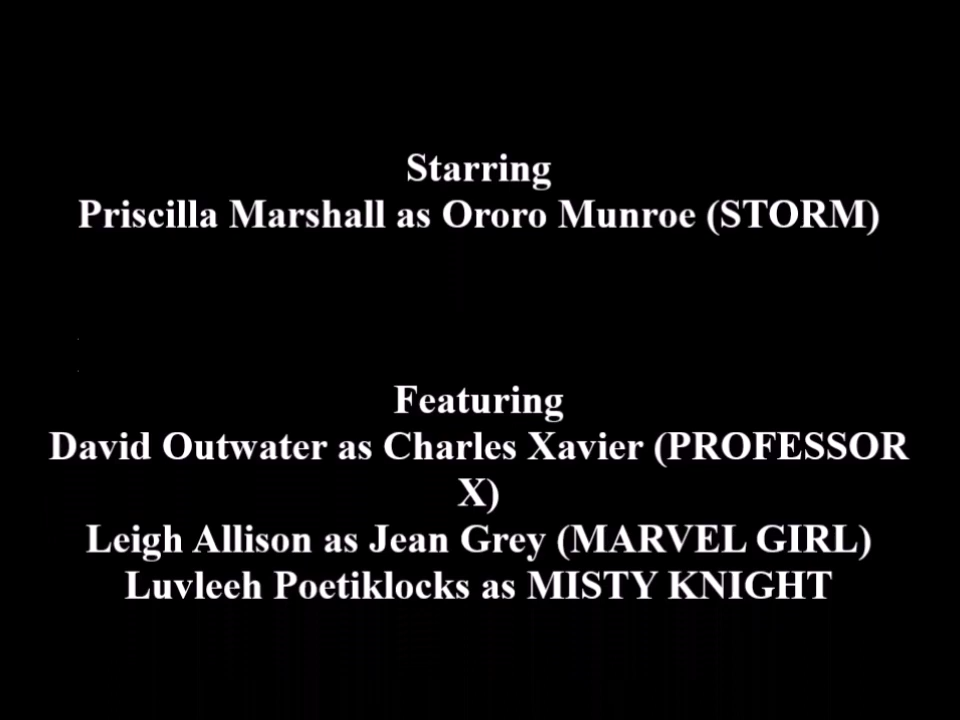 Starring
Priscilla Marshall as Ororo Munroe (STORM)
Featuring
David Outwater as Charles Xavier (PROFESSOR
X)
Leigh Allison as Jean Grey (MARVEL GIRL)
Luvleeh Poetiklocks as MISTY KNIGHT